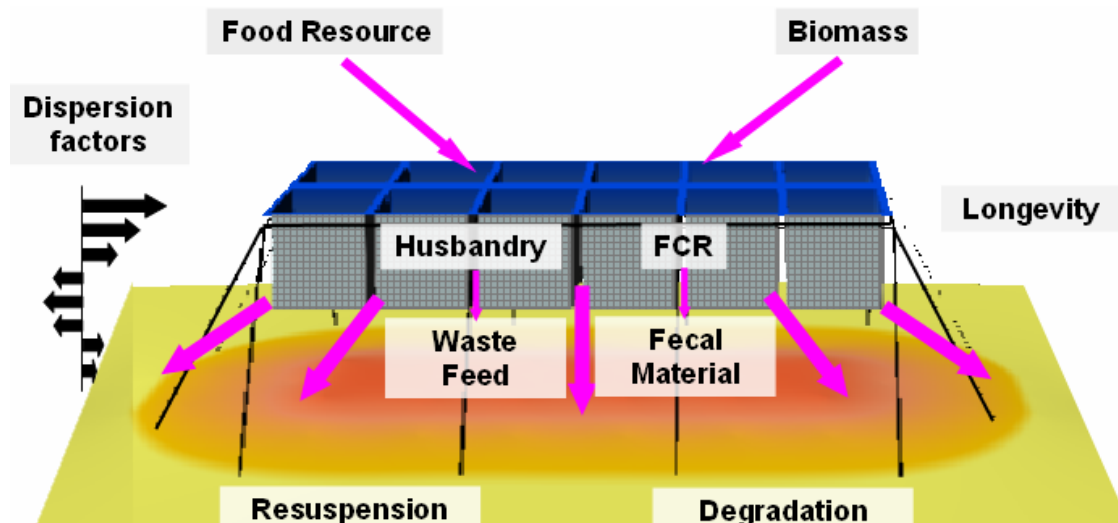 Food Resource
Biomass
Dispersion
factors
Longevity
Husbandry
FCR
Waste
Feed
Fecal
Material
Resuspension
Degradation